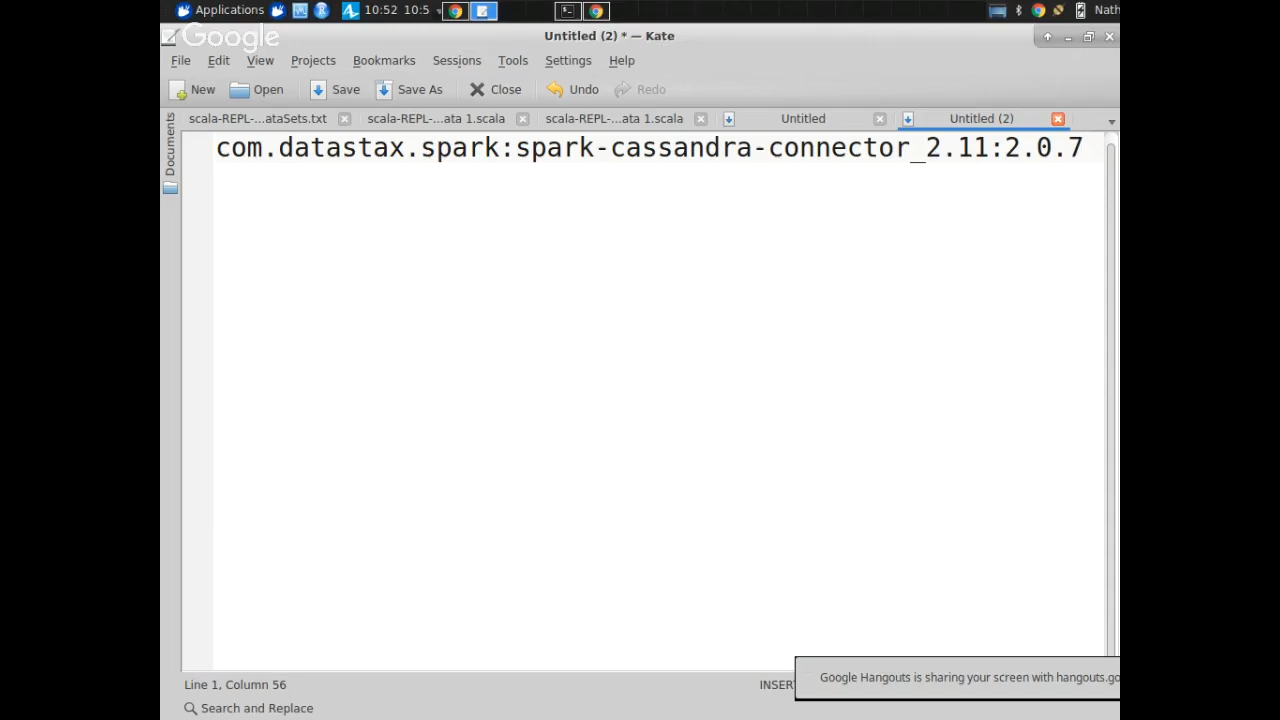 Applications 10:52 10:5 Nath
Google
Untitled (2) * — Kate
File Edit View Projects Bookmarks Sessions Tools Settings Help
New Open Save Save As Close Undo Redo
scala-REPL-...ataSets.txt scala-REPL-...ata 1.scala scala-REPL-...ata 1.scala Untitled Untitled (2)
Documents
com.datastax.spark:spark-cassandra-connector_2.11:2.0.7
Google Hangouts is sharing your screen with hangouts.go
Line 1, Column 56 INSER
Search and Replace